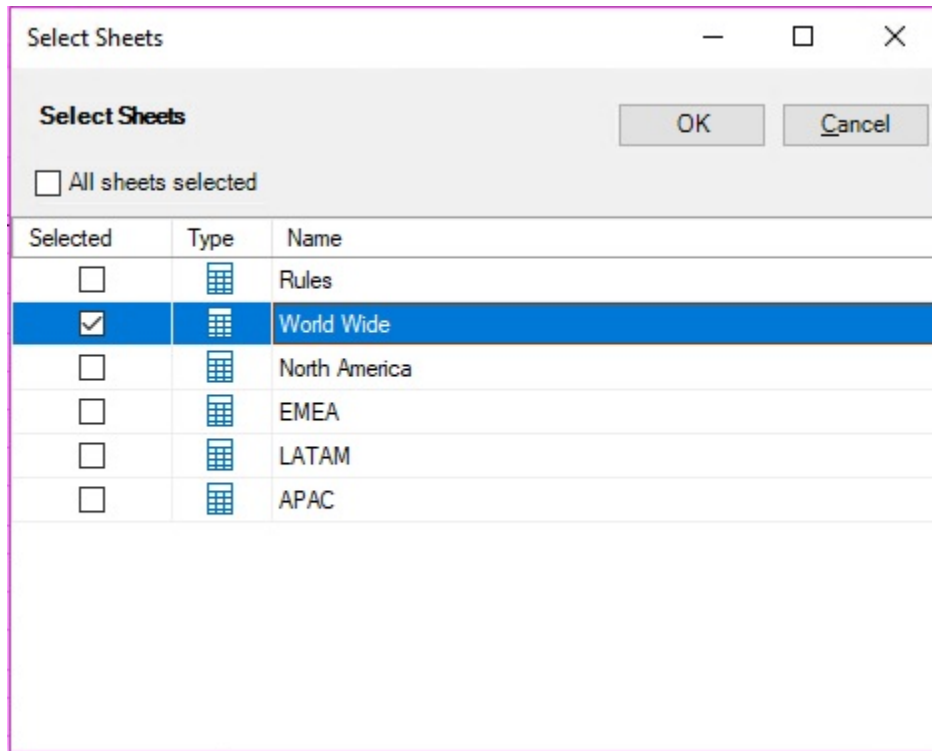 Select Sheets
Select Sheets
OK Cancel
All sheets selected
Selected Type Name
Rules
World Wide
North America
EMEA
LATAM
APAC